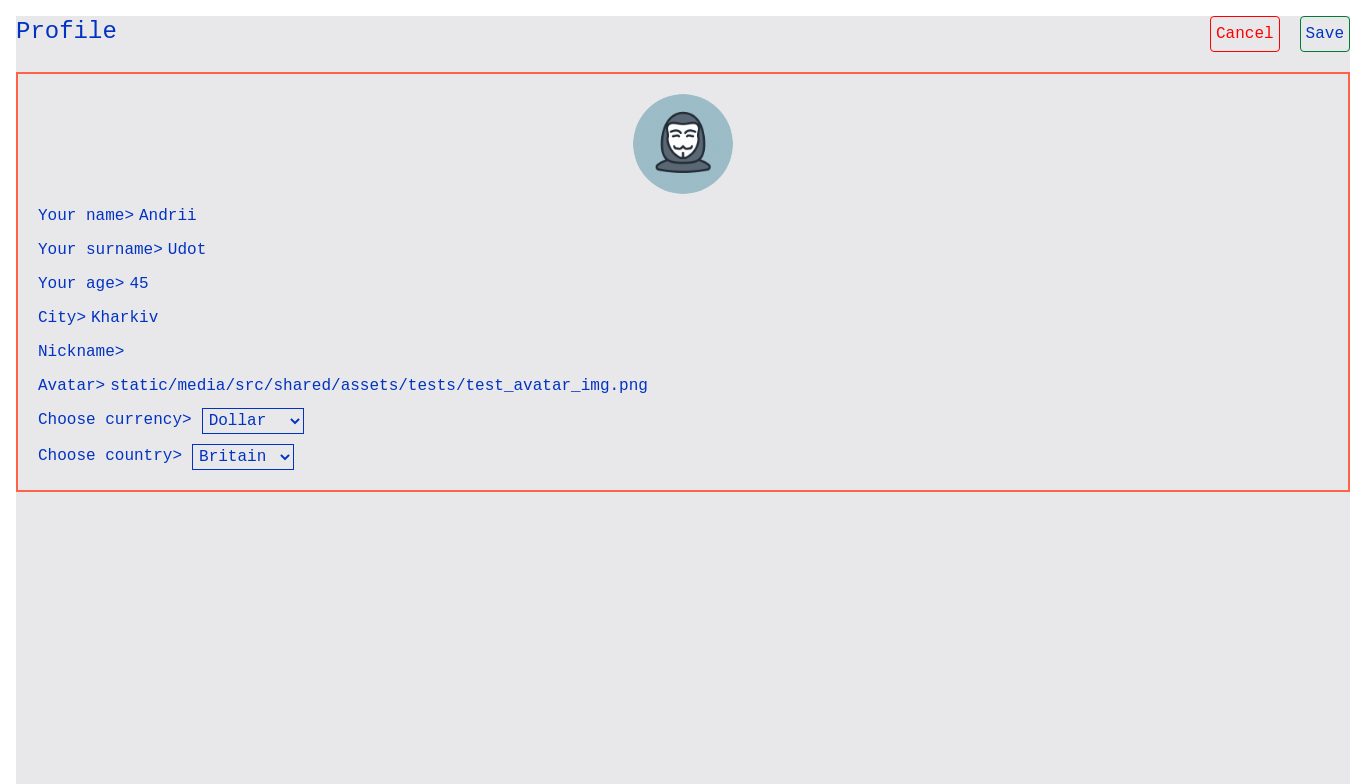 Profile
Cancel
Save
Your name> Andrii
Your surname> Udot
Your age> 45
City> Kharkiv
Nickname>
Avatar> static/media/src/shared/assets/tests/test_avatar_img.png
Choose currency> Dollar
Choose country> Britain